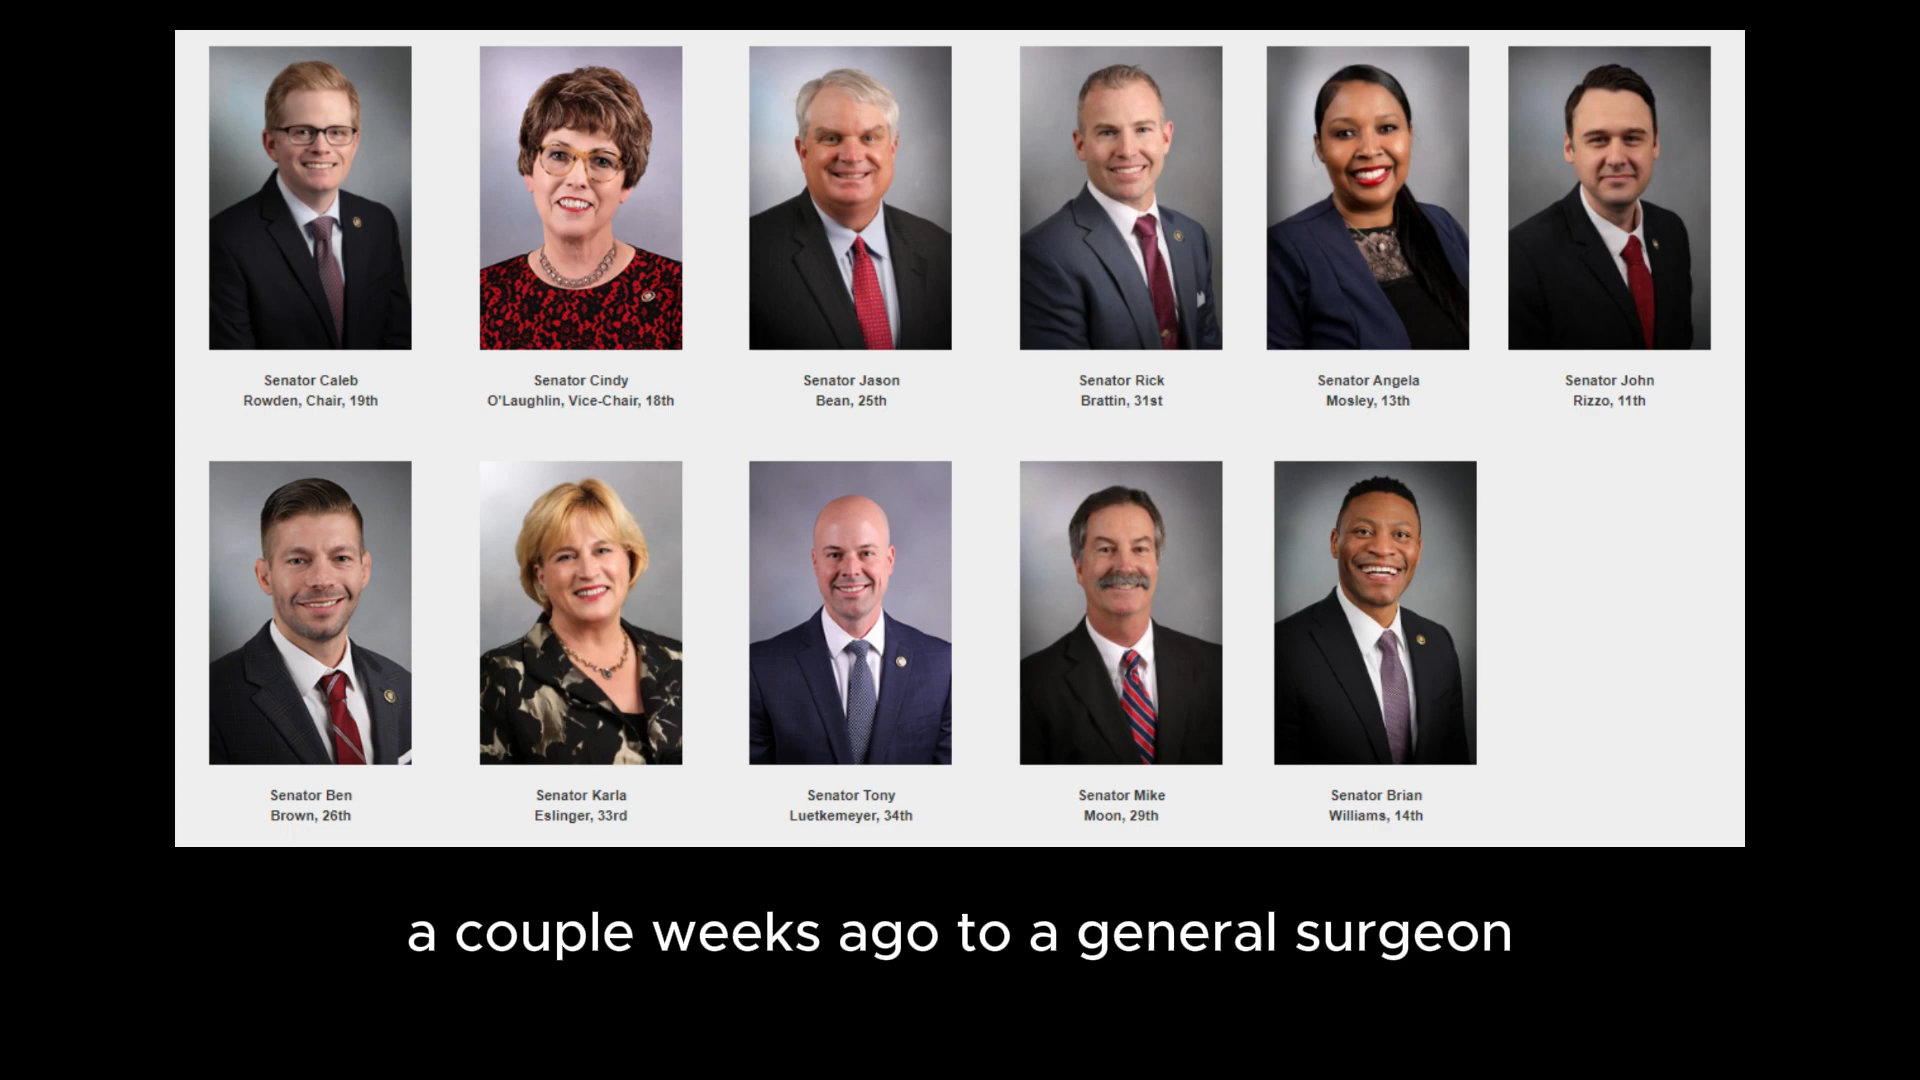 Senator Caleb
Rowden, Chair, 19th
Senator Cindy
O'Laughlin, Vice-Chair, 18th
Senator Jason
Bean, 25th
Senator Rick
Brattin, 31st
Senator Angela
Mosley, 13th
Senator John
Rizzo, 11th
Senator Ben
Brown, 26th
Senator Karla
Eslinger, 33rd
Senator Tony
Luetkemeyer, 34th
Senator Mike
Moon, 29th
Senator Brian
Williams, 14th
a couple weeks ago to a general surgeon